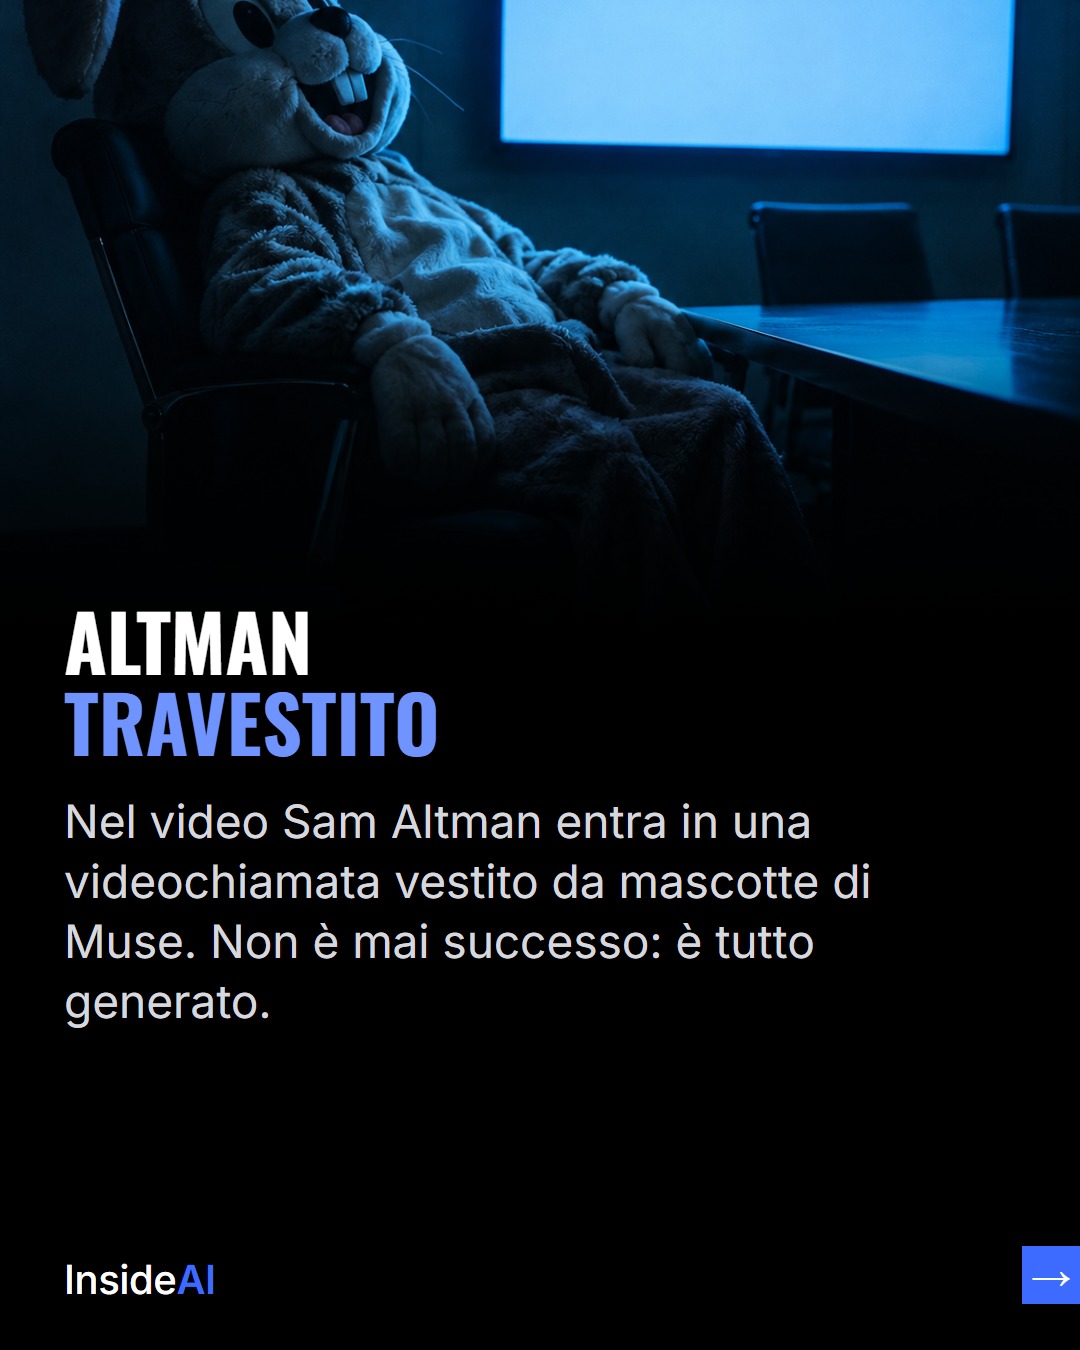 ALTMAN
TRAVESTITO
Nel video Sam Altman entra in una
videochiamata vestito da mascotte di
Muse. Non è mai successo: è tutto
generato.
InsideAI
→